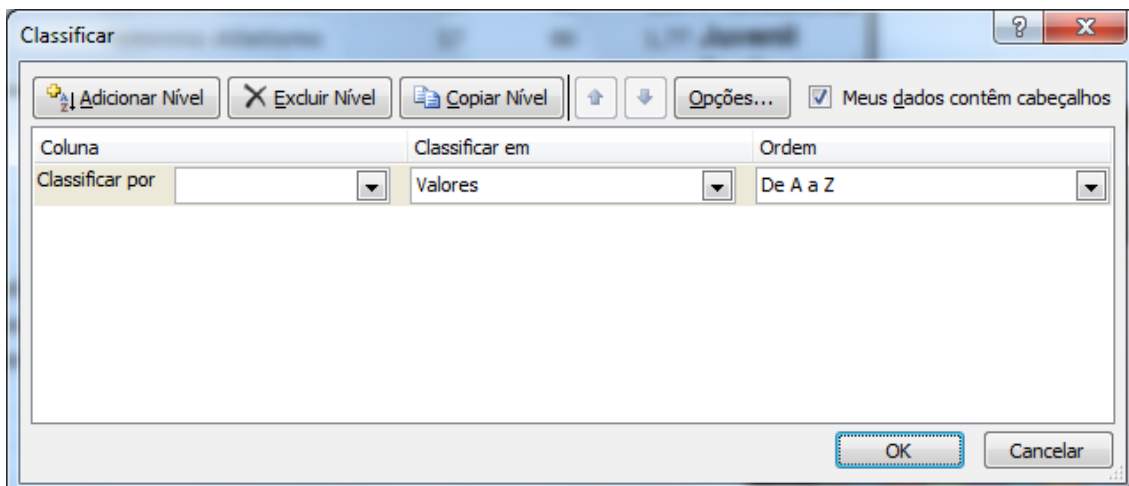 Classificar
Adicionar Nível Excluir Nível Copiar Nível Opções... Meus dados contêm cabeçalhos
Coluna Classificar em Ordem
Classificar por Valores De A a Z
OK Cancelar